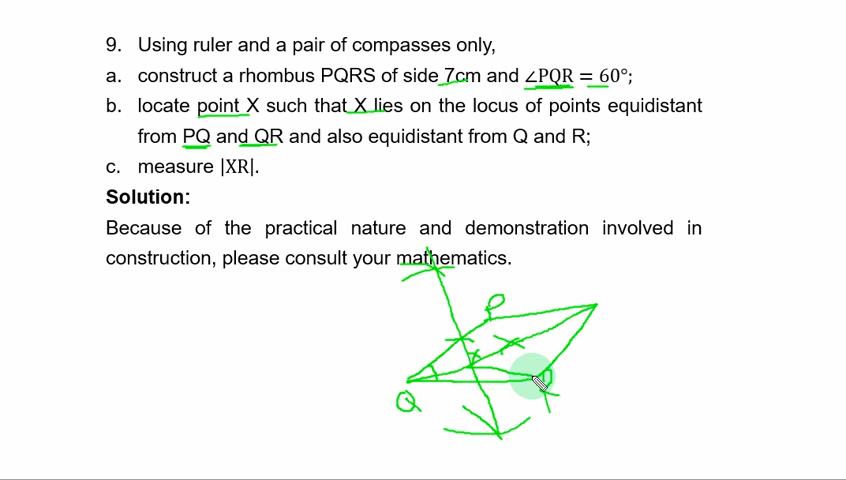 9. Using ruler and a pair of compasses only,
a. construct a rhombus PQRS of side 7cm and ∠PQR = 60°;
b. locate point X such that X lies on the locus of points equidistant
from PQ and QR and also equidistant from Q and R;
c. measure |XR|.
Solution:
Because of the practical nature and demonstration involved in
construction, please consult your mathematics.
P
X
Q
R